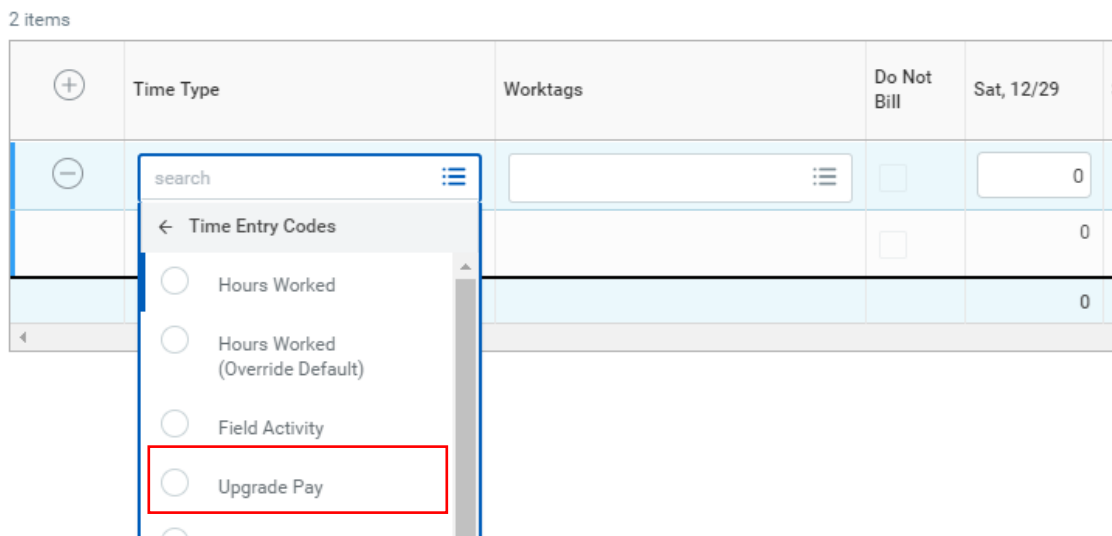 2 items
Time Type
Worktags
Do Not
Bill
Sat, 12/29
search
0
← Time Entry Codes
0
Hours Worked
0
Hours Worked
(Override Default)
Field Activity
Upgrade Pay